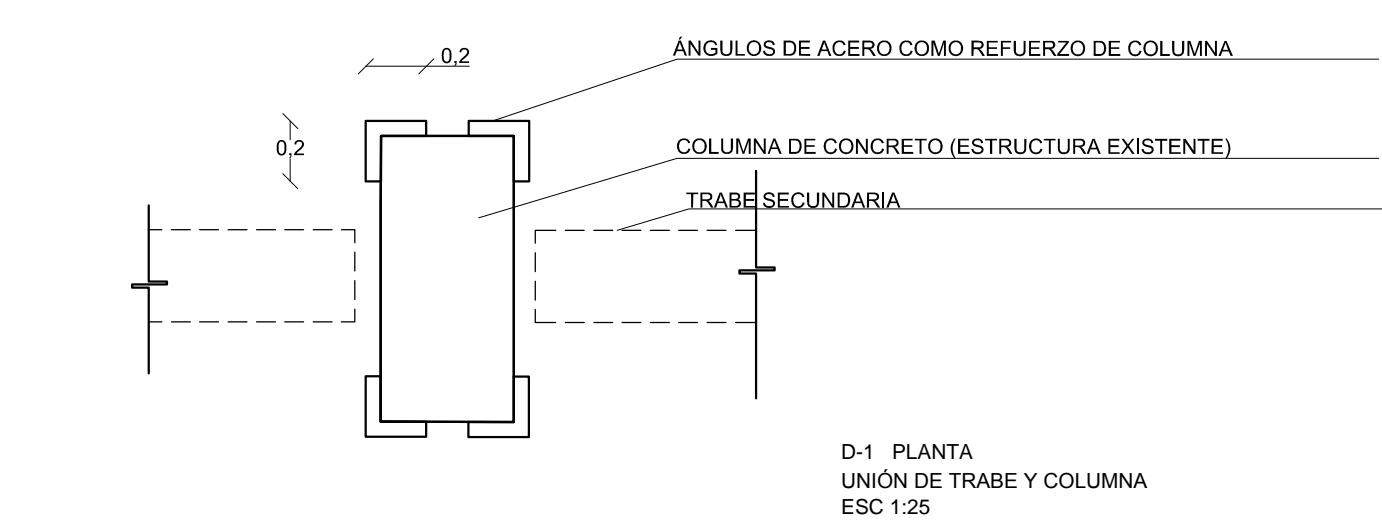 0,2
ÁNGULOS DE ACERO COMO REFUERZO DE COLUMNA
0,2
COLUMNA DE CONCRETO (ESTRUCTURA EXISTENTE)
TRABE SECUNDARIA
D-1 PLANTA
UNIÓN DE TRABE Y COLUMNA
ESC 1:25